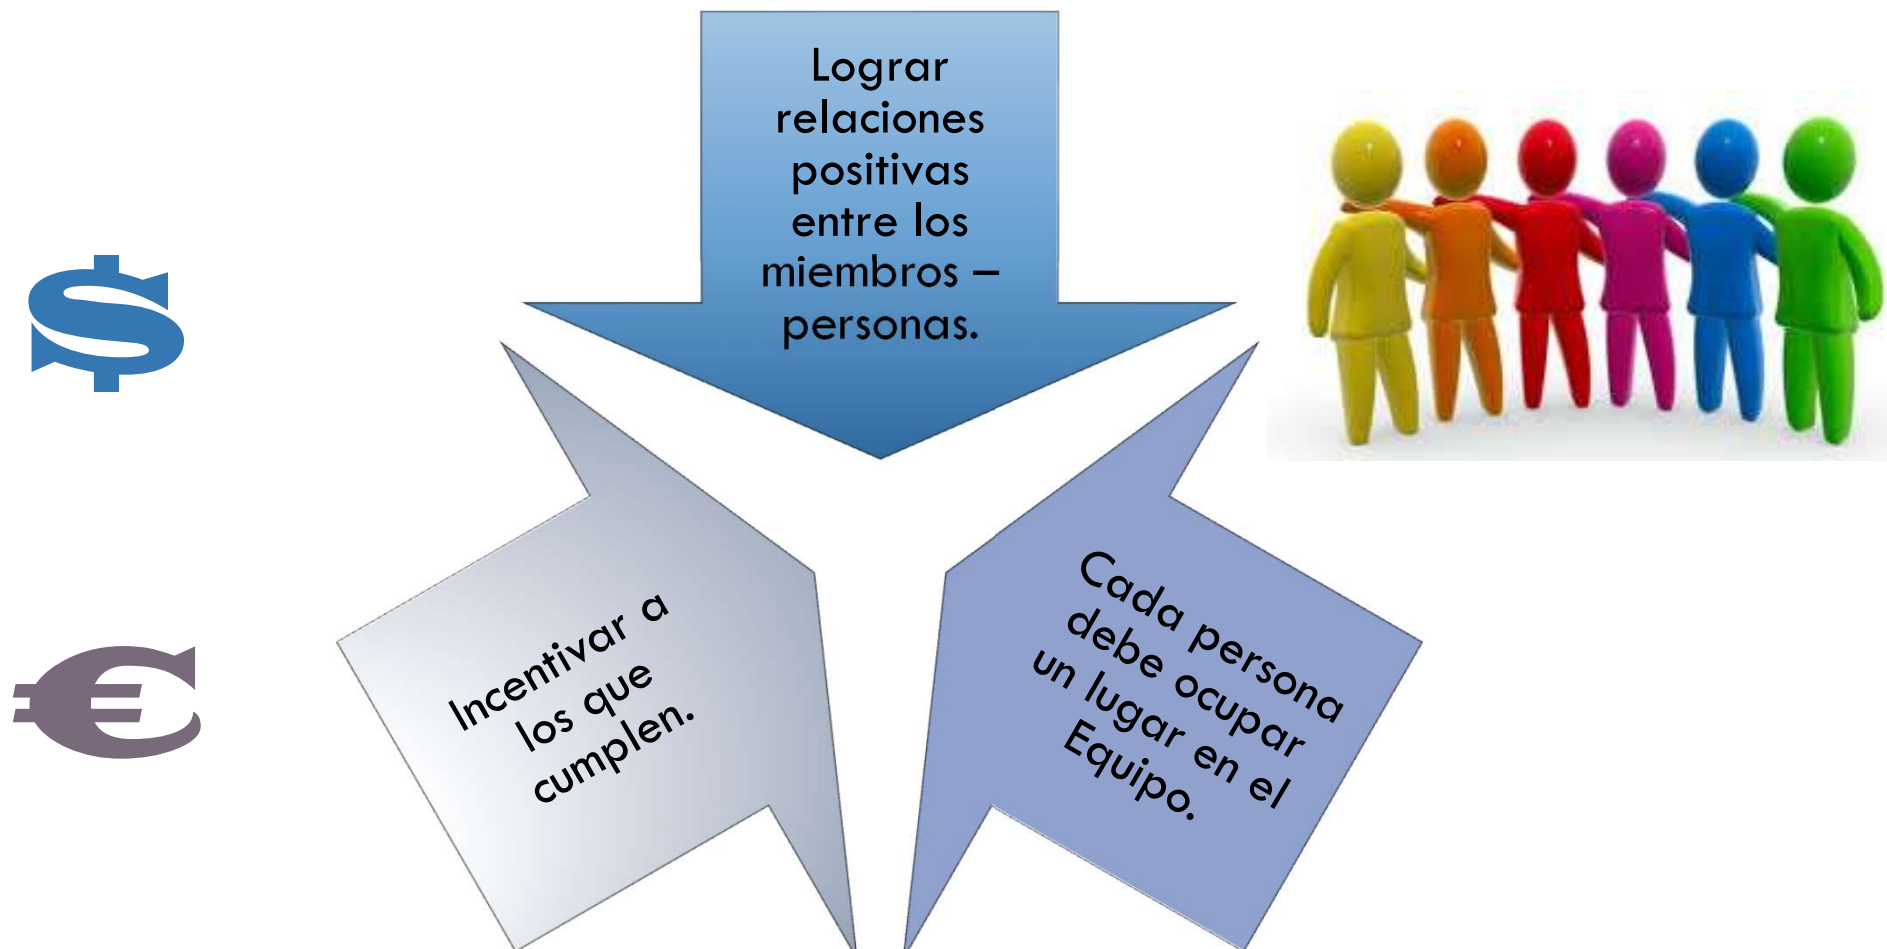 Lograr
relaciones
positivas
entre los
miembros –
personas.
$
€
Incentivar a
los que
cumplen.
Cada persona
debe ocupar
un lugar en el
Equipo.